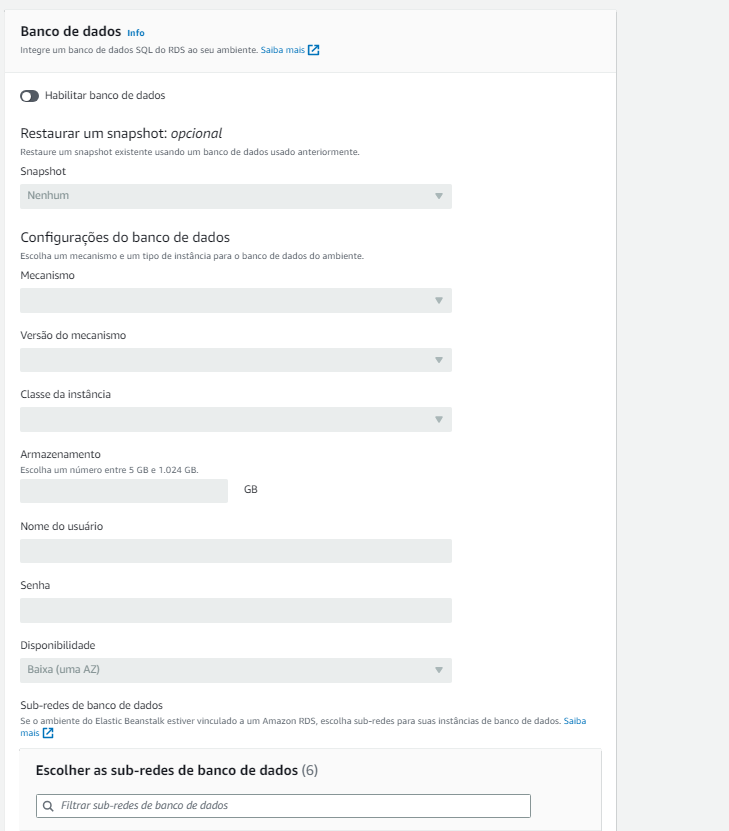 Banco de dados Info
Integre um banco de dados SQL do RDS ao seu ambiente. Saiba mais
Habilitar banco de dados
Restaurar um snapshot: opcional
Restaure um snapshot existente usando um banco de dados usado anteriormente.
Snapshot
Nenhum
Configurações do banco de dados
Escolha um mecanismo e um tipo de instância para o banco de dados do ambiente.
Mecanismo
Versão do mecanismo
Classe da instância
Armazenamento
Escolha um número entre 5 GB e 1.024 GB.
GB
Nome do usuário
Senha
Disponibilidade
Baixa (uma AZ)
Sub-redes de banco de dados
Se o ambiente do Elastic Beanstalk estiver vinculado a um Amazon RDS, escolha sub-redes para suas instâncias de banco de dados. Saiba
mais
Escolher as sub-redes de banco de dados (6)
Filtrar sub-redes de banco de dados